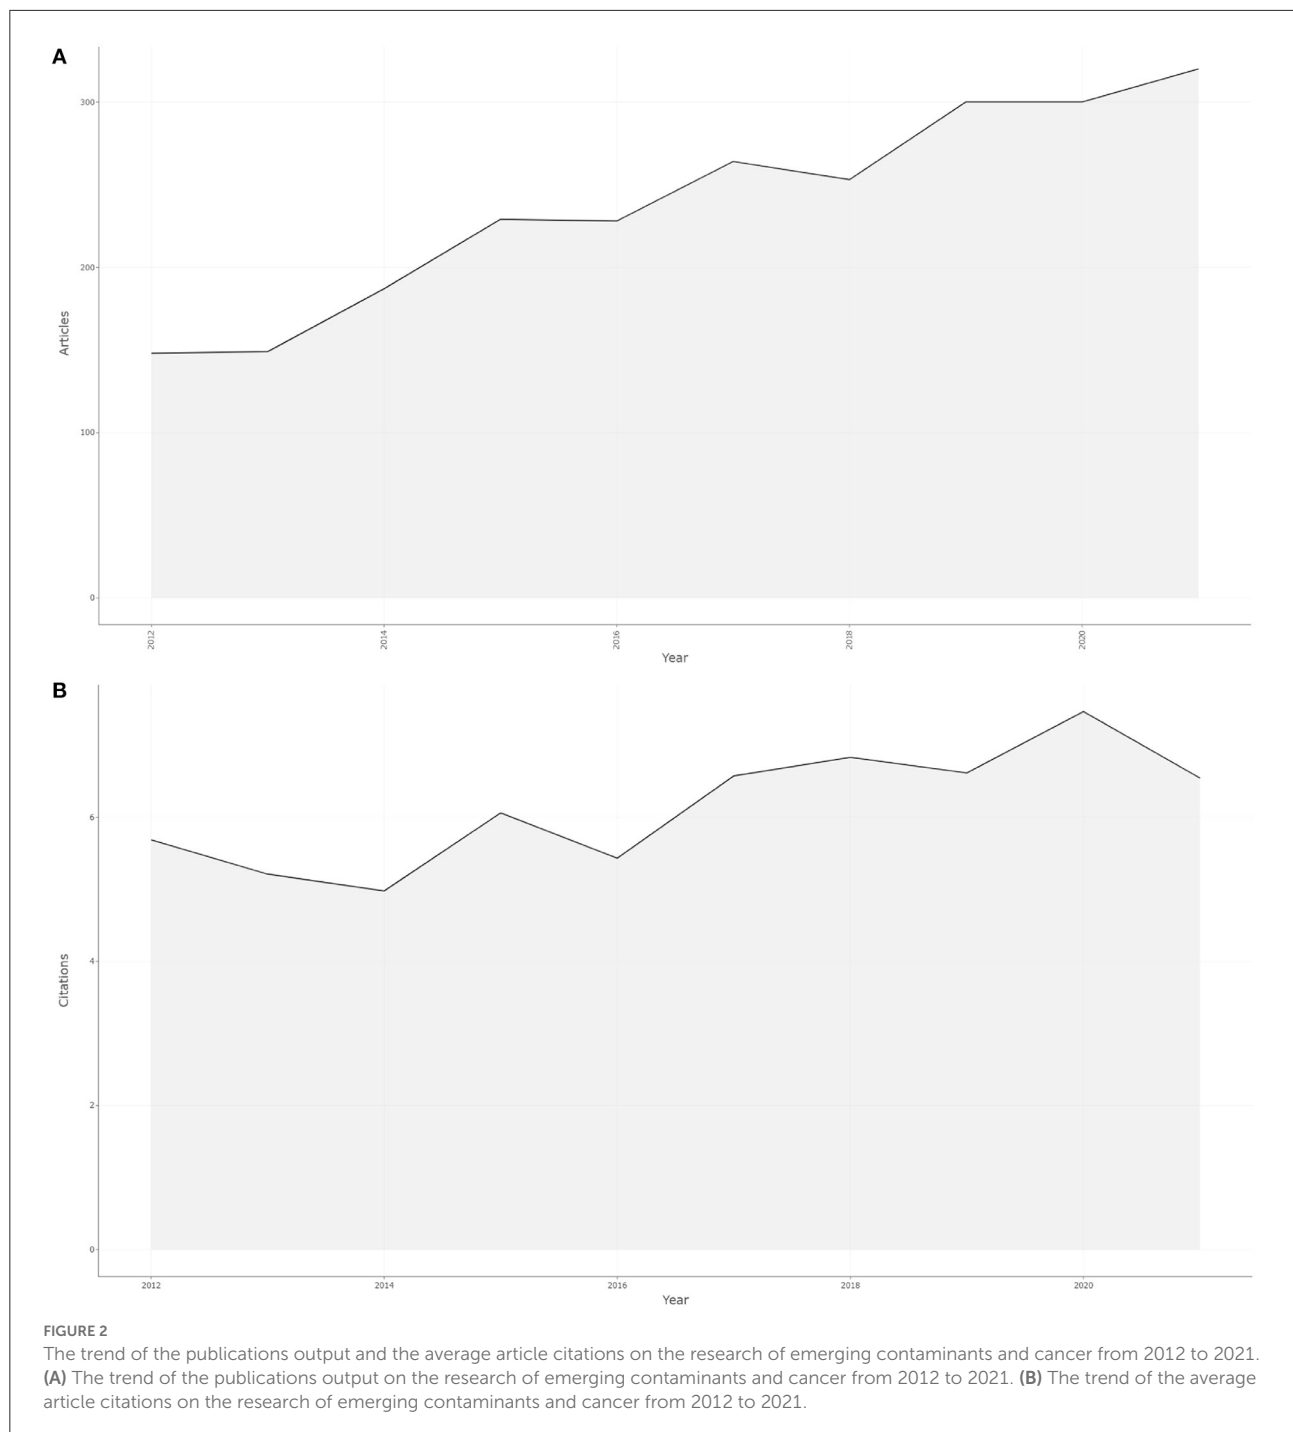 A
300
200
100
0
Articles
2012
2014
2016
2018
2020
Year
B
6
4
2
0
Citations
2012
2014
2016
2018
2020
Year
FIGURE 2
The trend of the publications output and the average article citations on the research of emerging contaminants and cancer from 2012 to 2021.
(A) The trend of the publications output on the research of emerging contaminants and cancer from 2012 to 2021. (B) The trend of the average
article citations on the research of emerging contaminants and cancer from 2012 to 2021.